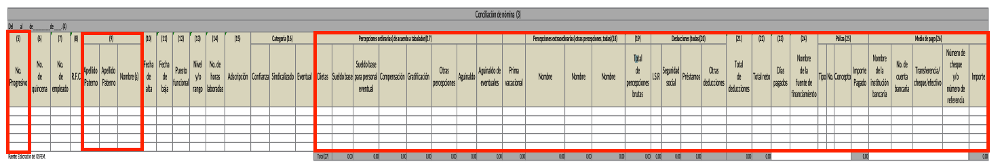 Conciliación de nómina (3)
Del al de________de ___. (4)
(5) (6) (7) (8) (9) (10) (11) (12) (13) (14) (15) Categoría (16) Percepciones ordinarias( de acuerdo a tabulador)(17) Percepciones extraordinarias( otras percepciones, todas)(18) (19) Deducciones (todas)(20) (21) (22) (23) (24) Póliza (25) Medio de pago (26)
No. Progresivo
No. de quincena
No. de empleado
R.F.C
Apellido Paterno
Apellido Paterno
Nombre (s)
Fecha de alta
Fecha de baja
Puesto funcional
Nivel y/o rango
No. de horas laboradas
Adscripción
Confianza
Sindicalizado
Eventual
Dietas
Sueldo base
Sueldo base para personal eventual
Compensación
Gratificación
Otras percepciones
Aguinaldo
Aguinaldo de eventuales
Prima vacacional
Nombre
Nombre
Nombre
Total de percepciones brutas
I.S.R
Seguridad social
Préstamos
Otras deducciones
Total de deducciones
Total neto
Días pagados
Nombre de la fuente de financiamiento
Tipo
No.
Concepto
Importe Pagado
Nombre de la institución bancaria
No. de cuenta bancaria
Transferencia/ cheque/efectivo
Número de cheque y/o número de referencia
Importe
Fuente: Elaboración del OSFEM.
Total (27) 0.00 0.00 0.00 0.00 0.00 0.00 0.00 0.00 0.00 0.00 0.00 0.00 0.00 0.00 0.00 0.00 0.00 0.00 0.00 0.00